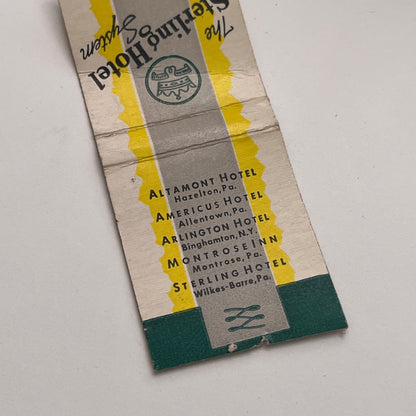 The
Sterling Hotel
System
ALTAMONT HOTEL
Hazelton, Pa.
AMERICUS HOTEL
Allentown, Pa.
ARLINGTON HOTEL
Binghamton, N.Y.
MONTROSE INN
Montrose, Pa.
STERLING HOTEL
Wilkes-Barre, Pa.